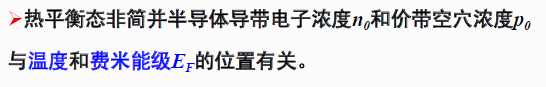 ➢热平衡态非简并半导体导带电子浓度n₀和价带空穴浓度p₀
与温度和费米能级E_F的位置有关。